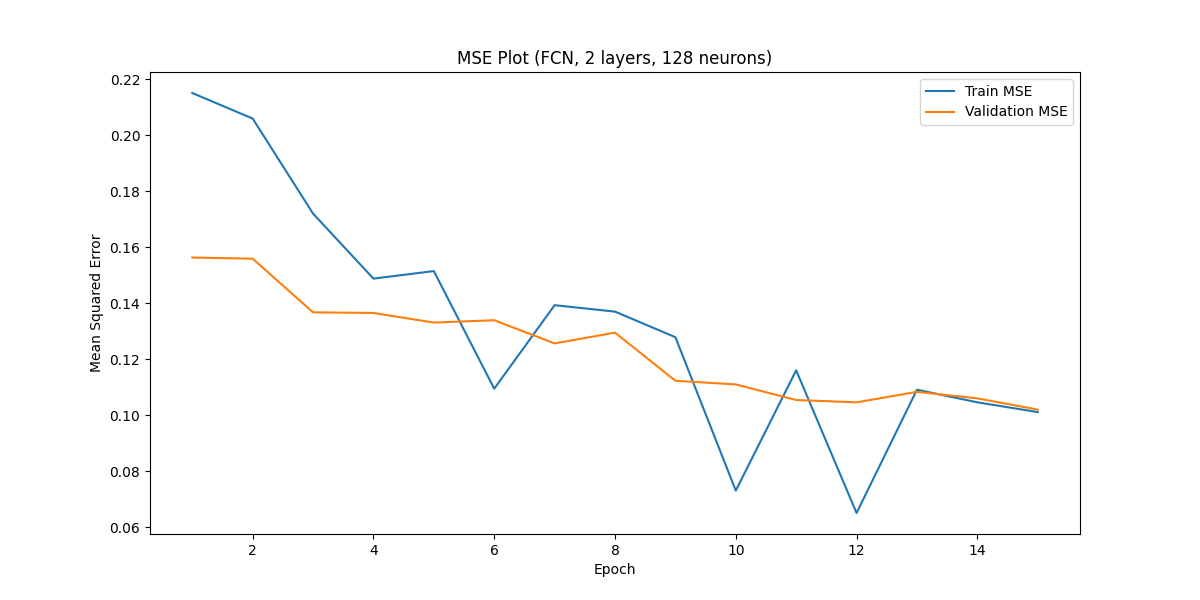 MSE Plot (FCN, 2 layers, 128 neurons)
Train MSE
Validation MSE
Mean Squared Error
0.22
0.20
0.18
0.16
0.14
0.12
0.10
0.08
0.06
2 4 6 8 10 12 14
Epoch